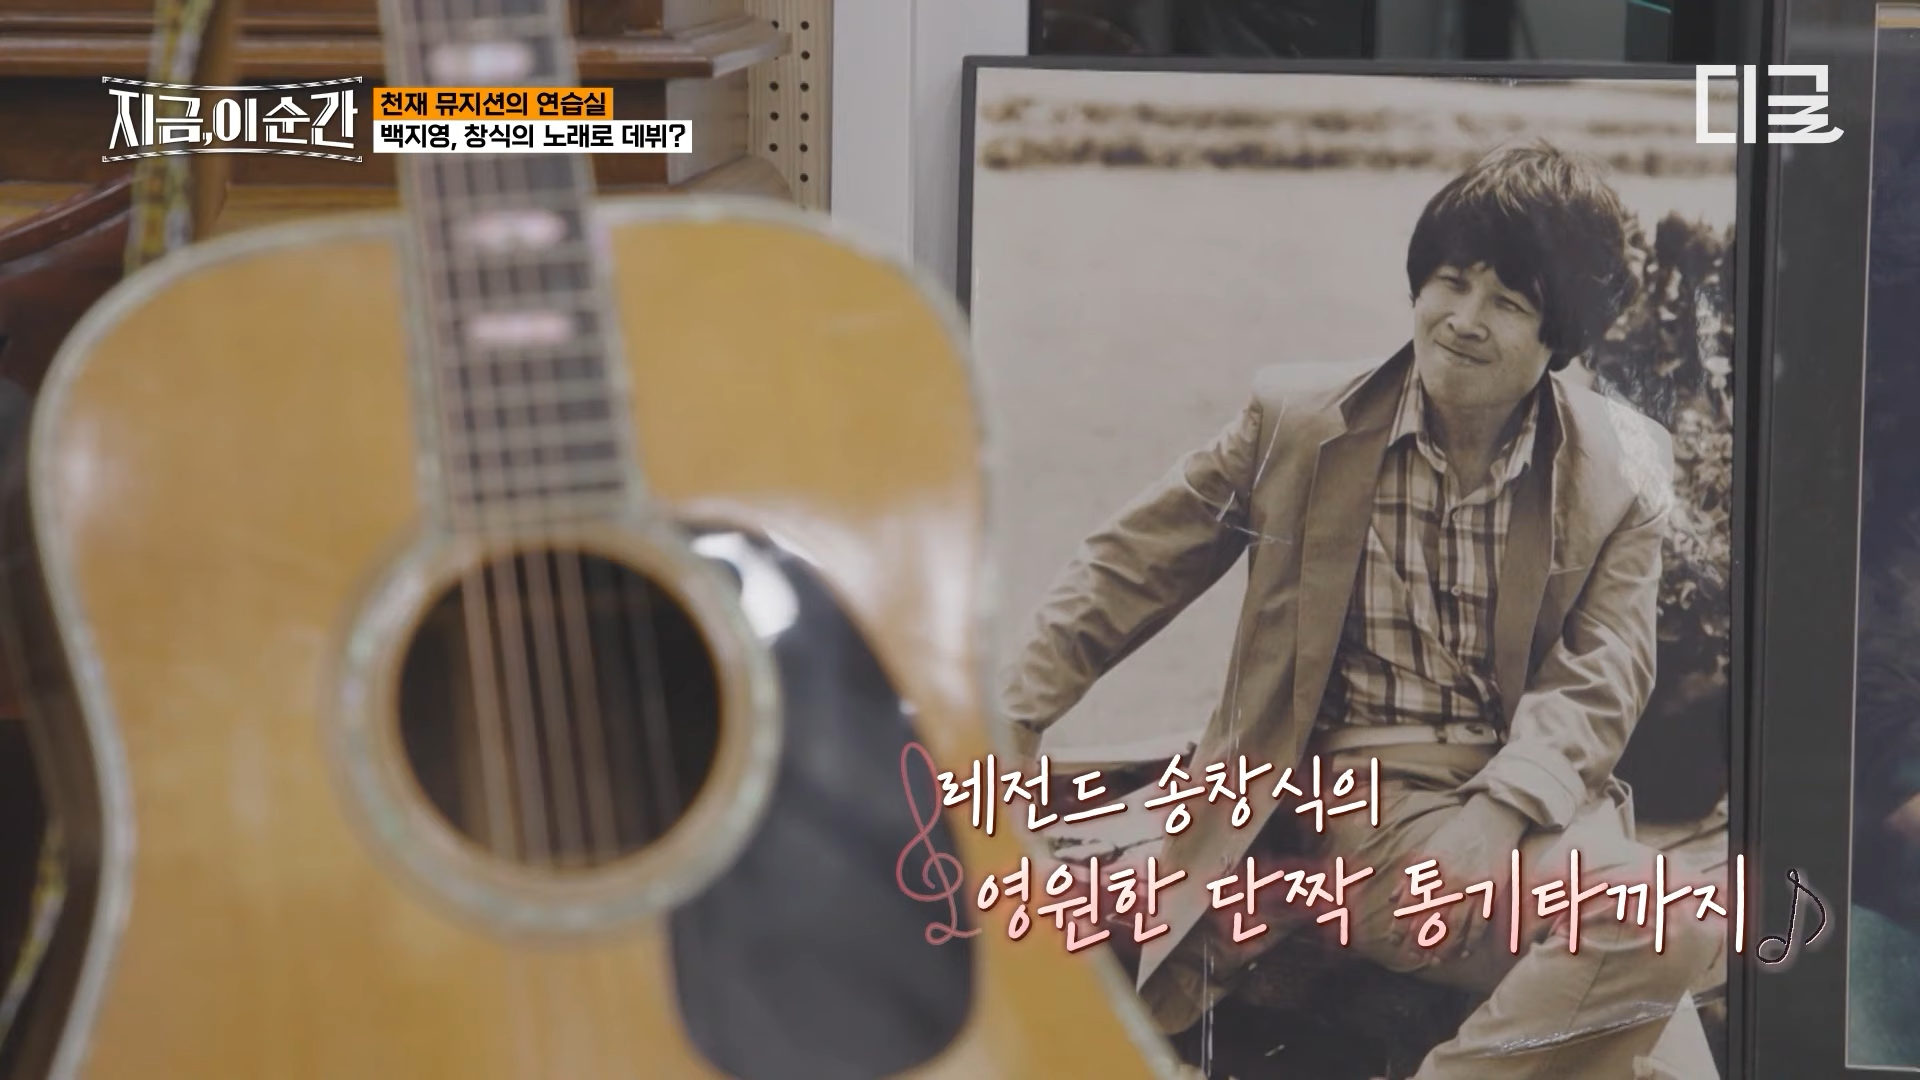 지금, 이 순간
천재 뮤지션의 연습실
백지영, 창식의 노래로 데뷔?
디글
레전드 송창식의
영원한 단짝 통기타까지